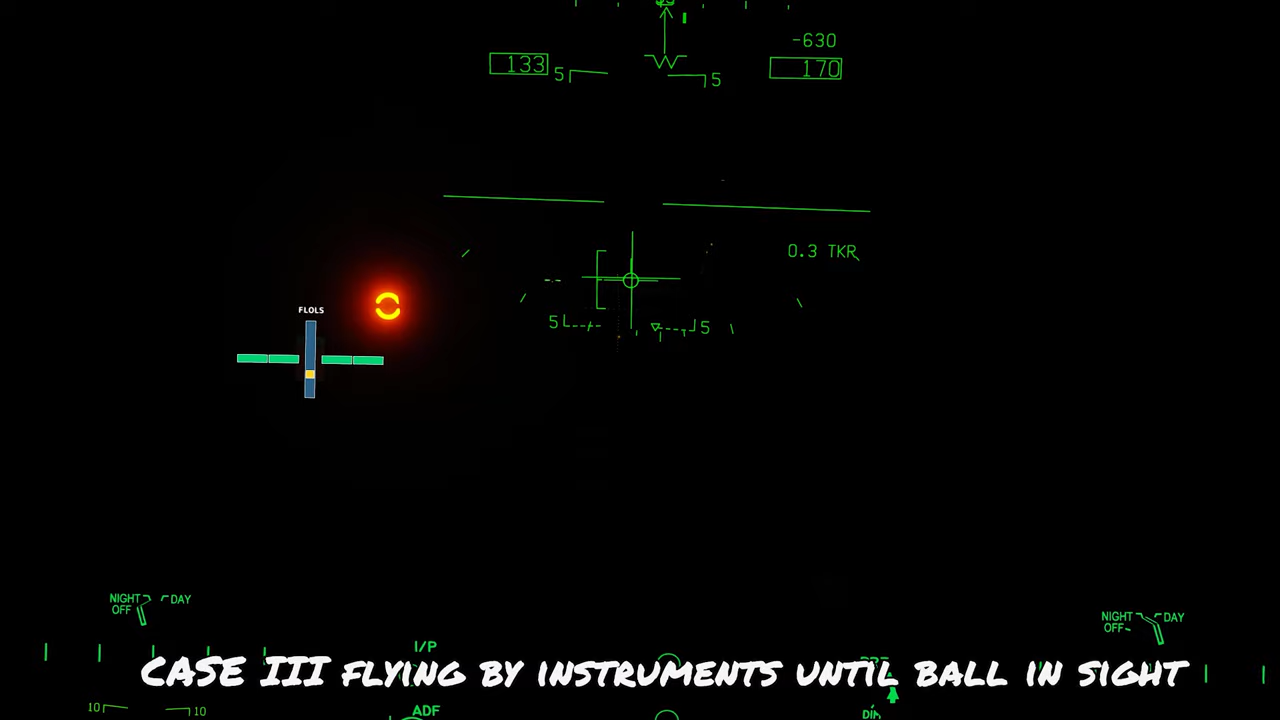 -630
133
170
5 5
0.3 TKR
FLOLS
5 5
NIGHT DAY
OFF
NIGHT DAY
OFF
I/P
CASE III FLYING BY INSTRUMENTS UNTIL BALL IN SIGHT
10 10
ADF